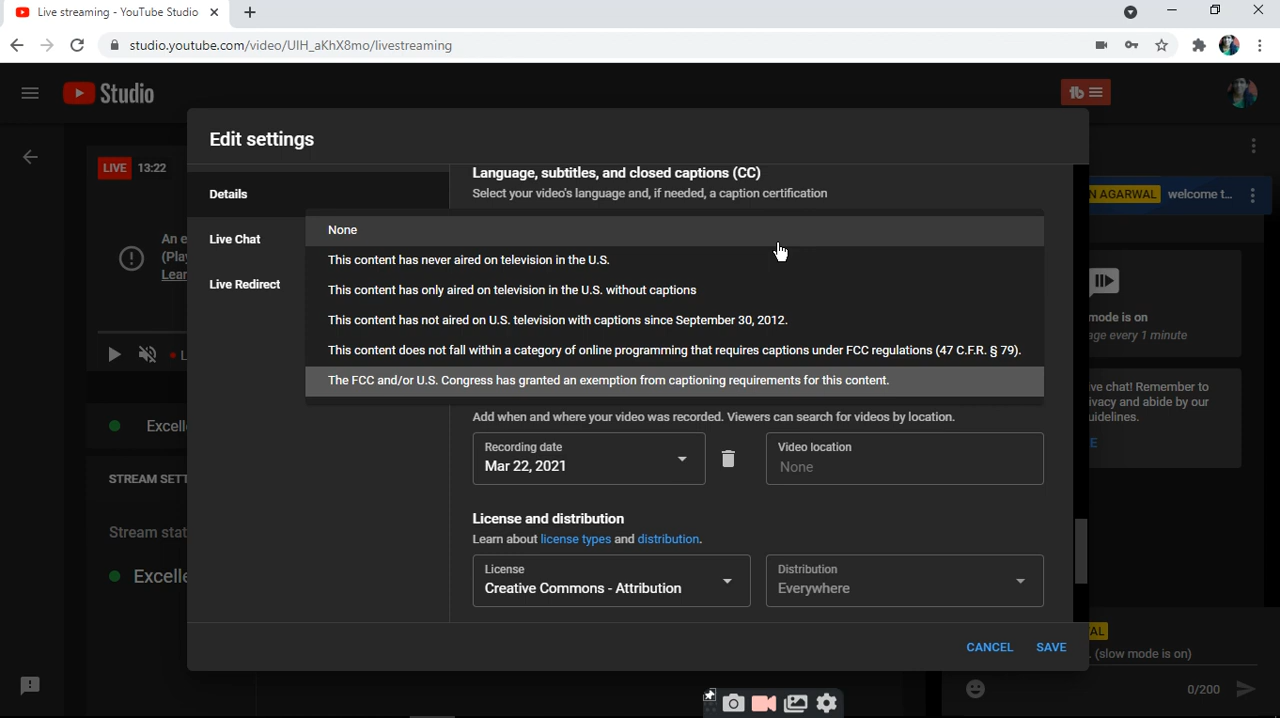 Live streaming - YouTube Studio
studio.youtube.com/video/UIH_aKhX8mo/livestreaming
Studio
Edit settings
LIVE 13:22
Details
Live Chat
Live Redirect
Language, subtitles, and closed captions (CC)
Select your video's language and, if needed, a caption certification
None
This content has never aired on television in the U.S.
This content has only aired on television in the U.S. without captions
This content has not aired on U.S. television with captions since September 30, 2012.
This content does not fall within a category of online programming that requires captions under FCC regulations (47 C.F.R. § 79).
The FCC and/or U.S. Congress has granted an exemption from captioning requirements for this content.
Add when and where your video was recorded. Viewers can search for videos by location.
Recording date
Mar 22, 2021
Video location
None
License and distribution
Learn about license types and distribution.
License
Creative Commons - Attribution
Distribution
Everywhere
CANCEL SAVE
An e
(Pla
Lear
L
Excell
STREAM SETT
Stream stat
Excelle
N AGARWAL welcome t...
mode is on
age every 1 minute
ve chat! Remember to
ivacy and abide by our
uidelines.
E
AL
. (slow mode is on)
0/200